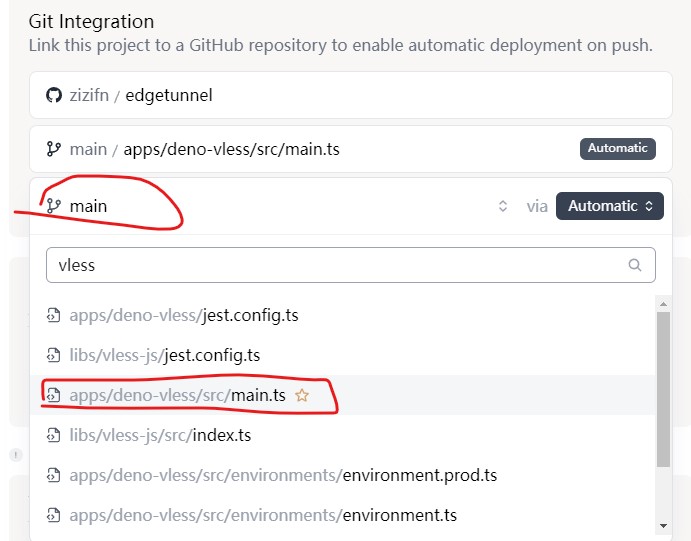 Git Integration
Link this project to a GitHub repository to enable automatic deployment on push.
zizifn / edgetunnel
main / apps/deno-vless/src/main.ts Automatic
main via Automatic
vless
apps/deno-vless/jest.config.ts
libs/vless-js/jest.config.ts
apps/deno-vless/src/main.ts
libs/vless-js/src/index.ts
apps/deno-vless/src/environments/environment.prod.ts
apps/deno-vless/src/environments/environment.ts